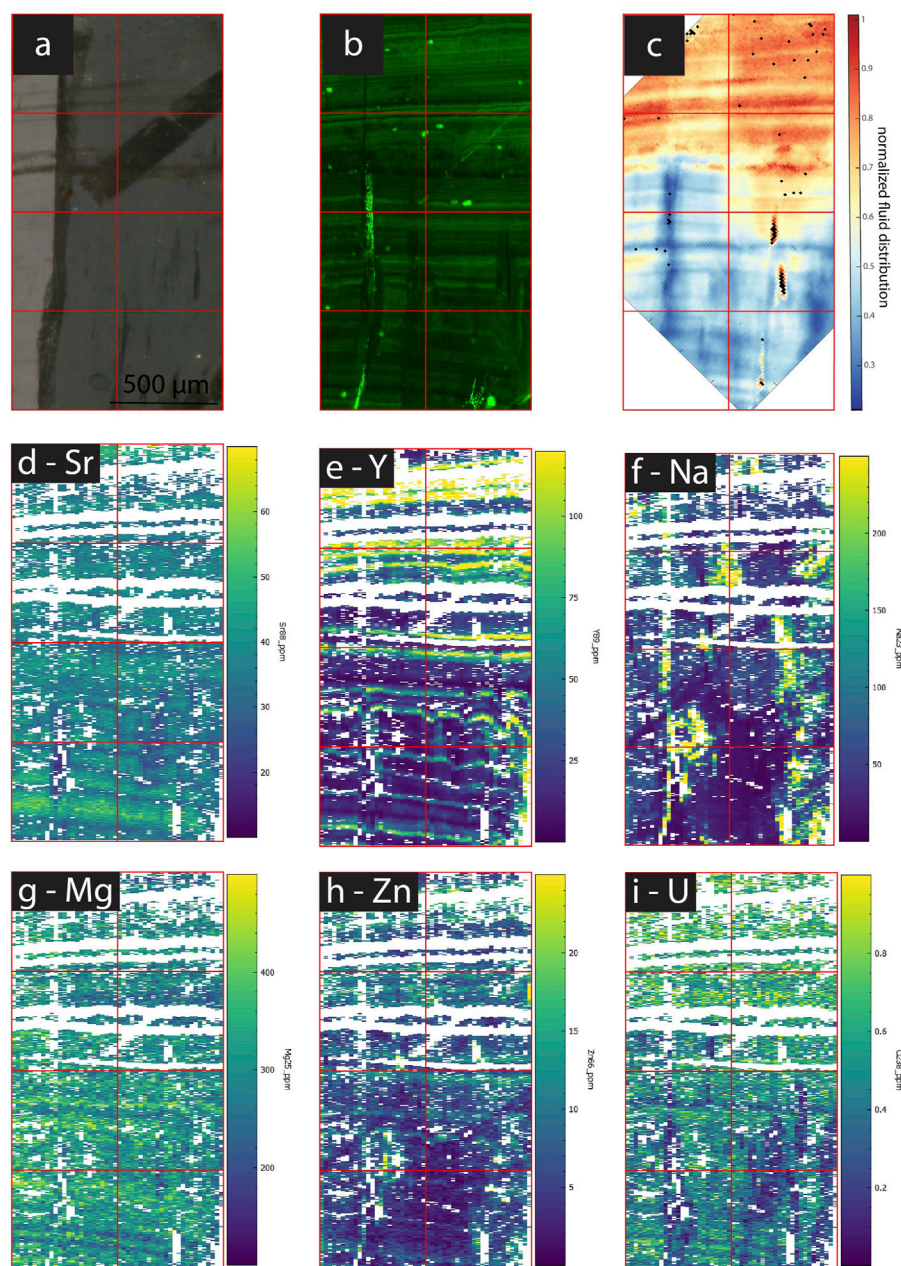 a
b
c
500 µm
1
0.9
0.8
0.7
0.6
0.5
0.4
0.3
normalized fluid distribution
d - Sr
60
50
40
30
20
Sr88_ppm
e - Y
100
75
50
25
Y89_ppm
f - Na
200
150
100
50
Na23_ppm
g - Mg
400
300
200
Mg25_ppm
h - Zn
20
15
10
5
Zn66_ppm
i - U
0.8
0.6
0.4
0.2
U238_ppm